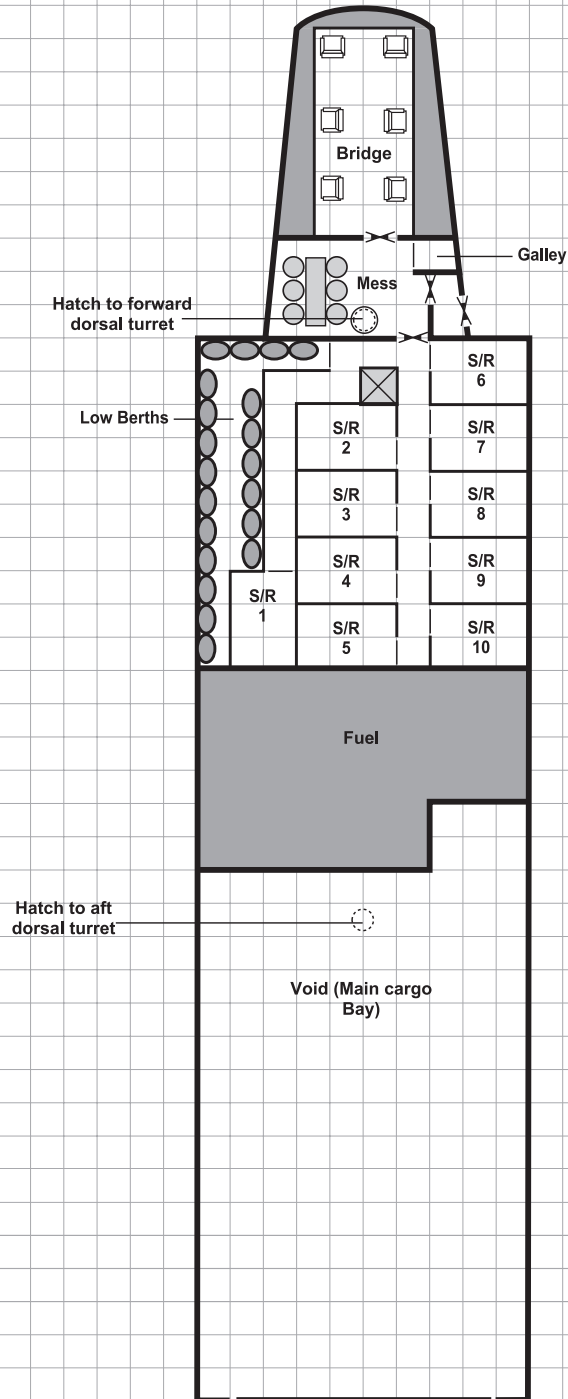 Bridge
Galley
Mess
Hatch to forward
dorsal turret
S/R
6
Low Berths
S/R
2
S/R
7
S/R
3
S/R
8
S/R
4
S/R
9
S/R
1
S/R
5
S/R
10
Fuel
Hatch to aft
dorsal turret
Void (Main cargo
Bay)